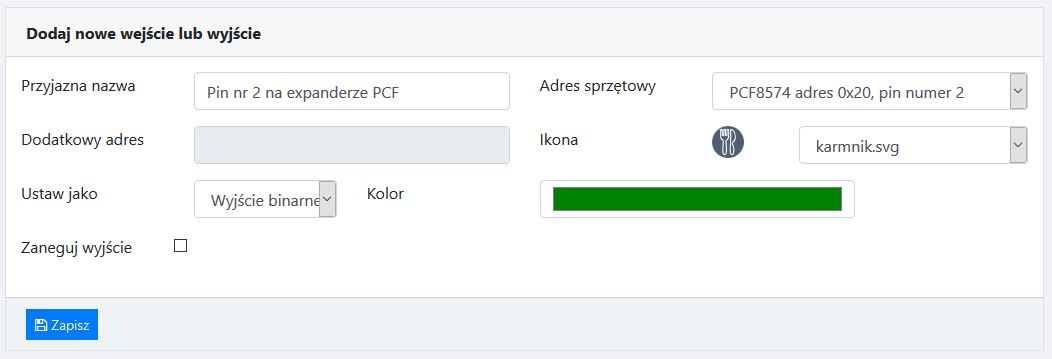 Dodaj nowe wejście lub wyjście
Przyjazna nazwa
Pin nr 2 na expanderze PCF
Adres sprzętowy
PCF8574 adres 0x20, pin numer 2
Dodatkowy adres
Ikona
karmnik.svg
Ustaw jako
Wyjście binarne
Kolor
Zaneguj wyjście
Zapisz